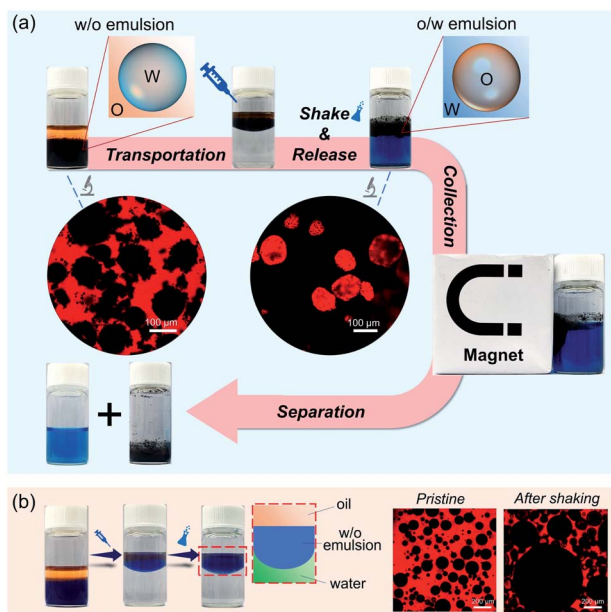 (a)
w/o emulsion
W
O
o/w emulsion
O
W
Shake
&
Transportation
Release
Collection
100 μm
100 μm
Magnet
Separation
+
(b)
oil
w/o
emulsion
water
Pristine
After shaking
200 μm
200 μm